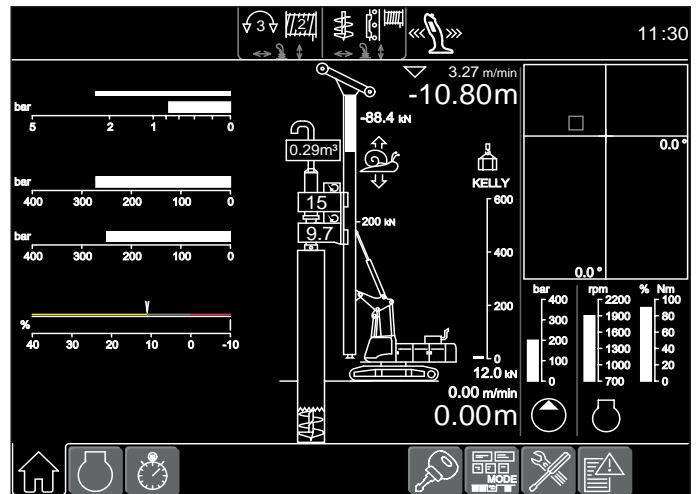 3 2 11:30
3.27 m/min
-10.80m
bar
5 2 1 0
-88.4 kN
0.29m³
0.0°
KELLY
bar
400 300 200 100 0
15
600
200 kN
9.7
bar
400 300 200 100 0
400
0.0°
bar rpm % Nm
400 2200 100
300 1900 80
200 1600 60
1300 40
100 1000 20
0 700 0
200
%
40 30 20 10 0 -10
0
12.0 kN
0.00 m/min
0.00m
MODE